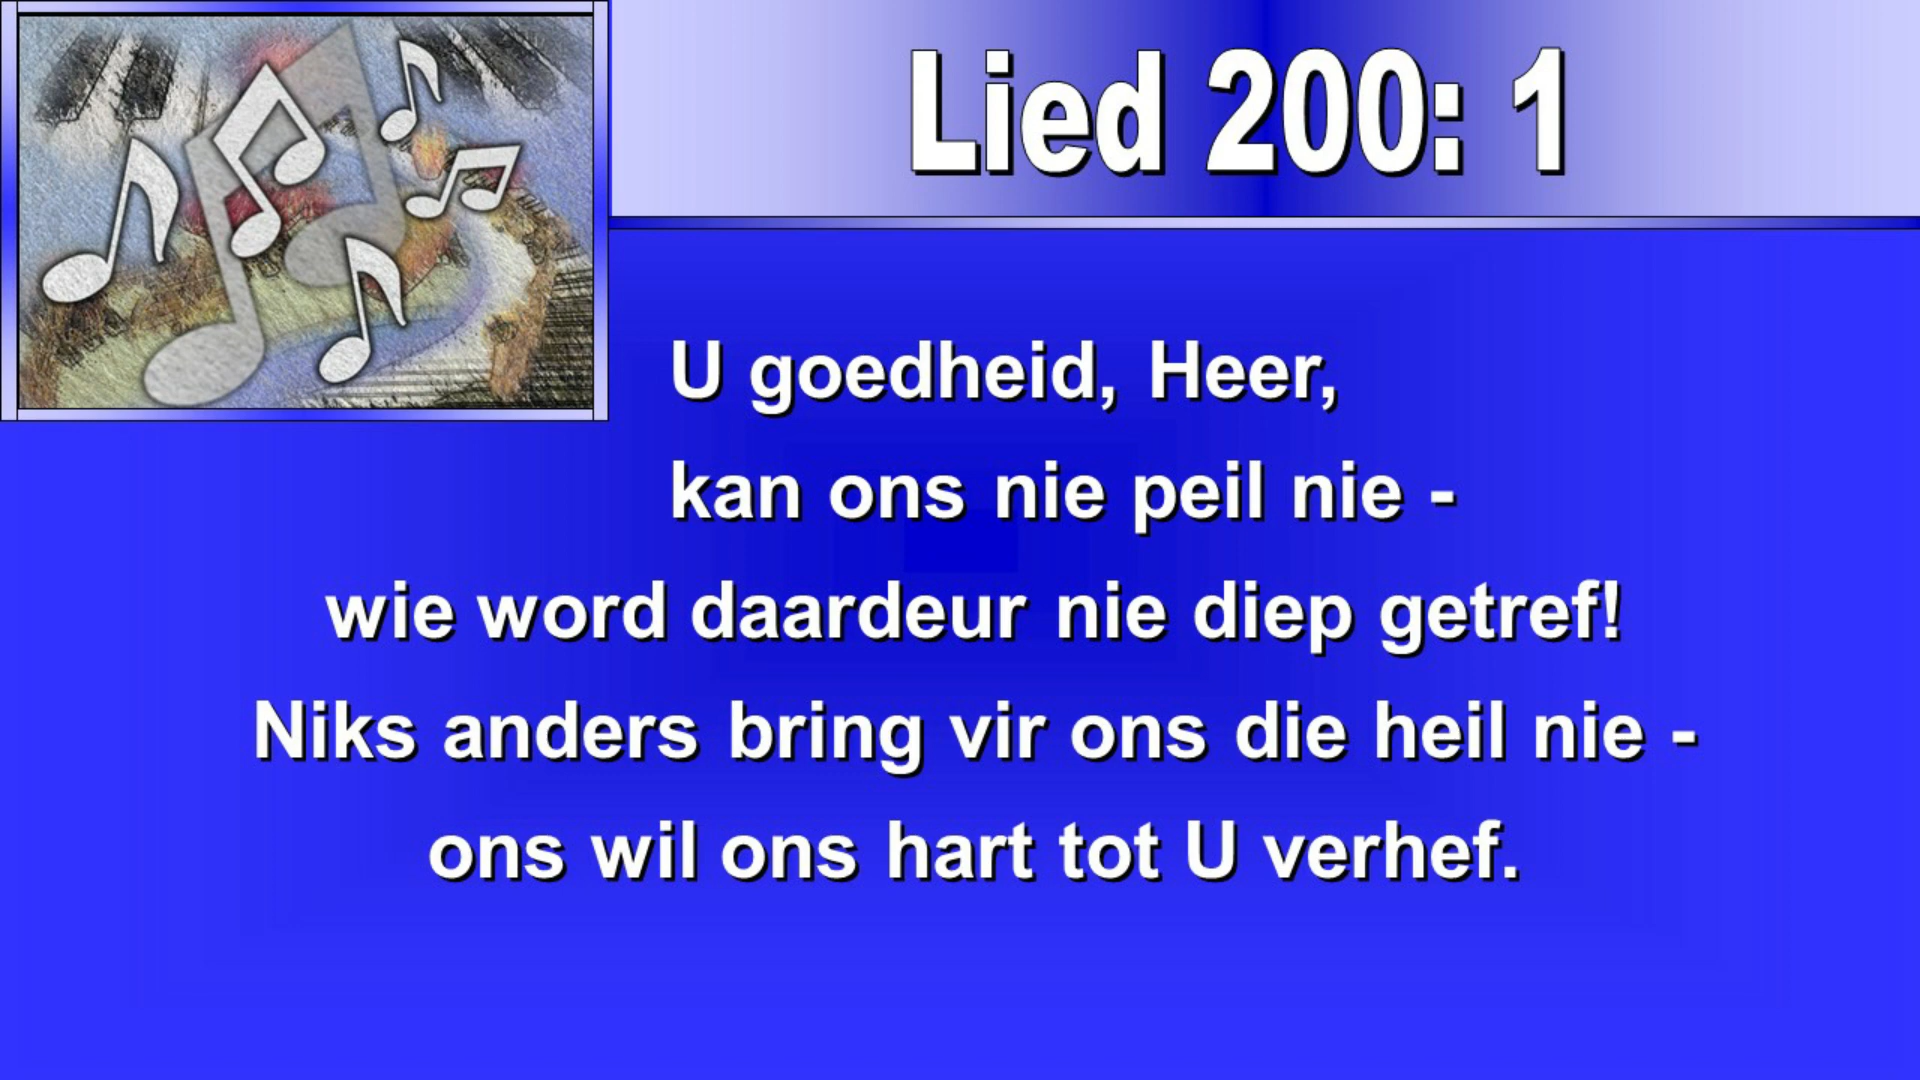 Lied 200: 1
U goedheid, Heer,
kan ons nie peil nie -
wie word daardeur nie diep getref!
Niks anders bring vir ons die heil nie -
ons wil ons hart tot U verhef.